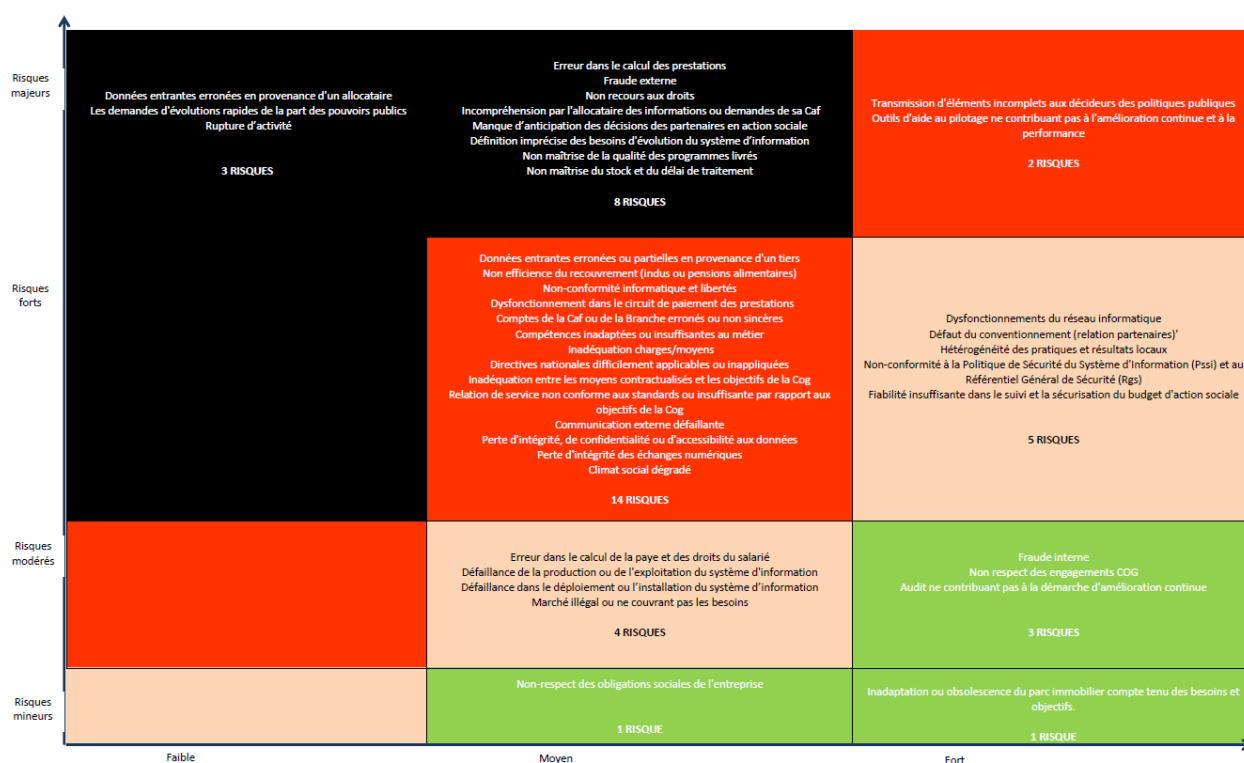 Risques
majeurs
Données entrantes erronées en provenance d'un allocataire
Les demandes d'évolutions rapides de la part des pouvoirs publics
Rupture d'activité
3 RISQUES
Erreur dans le calcul des prestations
Fraude externe
Non recours aux droits
Incompréhension par l'allocataire des informations ou demandes de sa Caf
Manque d'anticipation des décisions des partenaires en action sociale
Définition imprécise des besoins d'évolution du système d'information
Non maîtrise de la qualité des programmes livrés
Non maîtrise du stock et du délai de traitement
8 RISQUES
Transmission d'éléments incomplets aux décideurs des politiques publiques
Outils d'aide au pilotage ne contribuant pas à l'amélioration continue et à la
performance
2 RISQUES
Risques
forts
Données entrantes erronées ou partielles en provenance d'un tiers
Non efficience du recouvrement (indus ou pensions alimentaires)
Non-conformité informatique et libertés
Dysfonctionnement dans le circuit de paiement des prestations
Comptes de la Caf ou de la Branche erronés ou non sincères
Compétences inadaptées ou insuffisantes au métier
Inadéquation charges/moyens
Directives nationales difficilement applicables ou inappliquées
Inadéquation entre les moyens contractualisés et les objectifs de la Cog
Relation de service non conforme aux standards ou insuffisante par rapport aux
objectifs de la Cog
Communication externe défaillante
Perte d'intégrité, de confidentialité ou d'accessibilité aux données
Perte d'intégrité des échanges numériques
Climat social dégradé
14 RISQUES
Dysfonctionnements du réseau informatique
Défaut du conventionnement (relation partenaires)'
Hétérogénéité des pratiques et résultats locaux
Non-conformité à la Politique de Sécurité du Système d'Information (Pssi) et au
Référentiel Général de Sécurité (Rgs)
Fiabilité insuffisante dans le suivi et la sécurisation du budget d'action sociale
5 RISQUES
Risques
modérés
Erreur dans le calcul de la paye et des droits du salarié
Défaillance de la production ou de l'exploitation du système d'information
Défaillance dans le déploiement ou l'installation du système d'information
Marché illégal ou ne couvrant pas les besoins
4 RISQUES
Fraude interne
Non respect des engagements COG
Audit ne contribuant pas à la démarche d'amélioration continue
3 RISQUES
Risques
mineurs
Non-respect des obligations sociales de l'entreprise
1 RISQUE
Inadaptation ou obsolescence du parc immobilier compte tenu des besoins et
objectifs.
1 RISQUE
Faible
Moyen
Fort